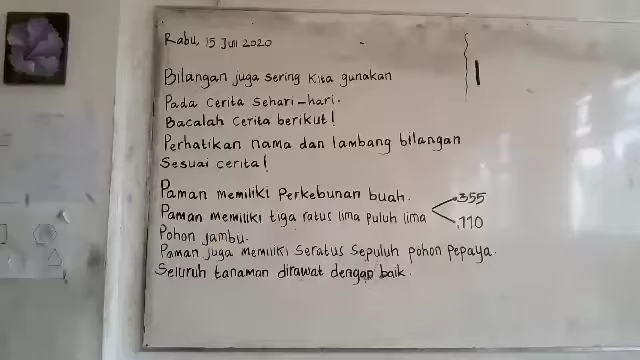 Rabu, 15 Juli 2020
Bilangan juga sering kita gunakan
Pada cerita sehari-hari.
Bacalah cerita berikut!
Perhatikan nama dan lambang bilangan
Sesuai cerita!
Paman memiliki Perkebunan buah.
Paman memiliki tiga ratus lima puluh lima
355
110
Pohon jambu.
Paman juga memiliki Seratus Sepuluh pohon pepaya.
Seluruh tanaman dirawat dengan baik.